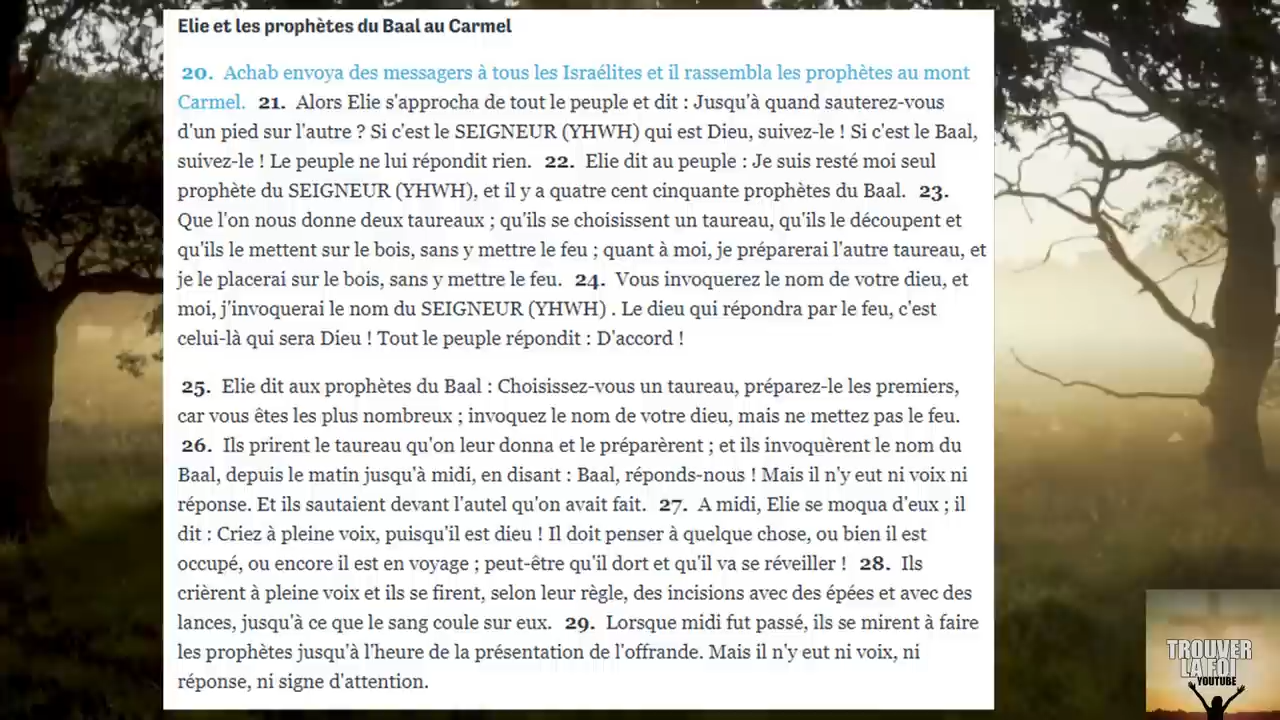 Elie et les prophètes du Baal au Carmel
20. Achab envoya des messagers à tous les Israélites et il rassembla les prophètes au mont
Carmel. 21. Alors Elie s'approcha de tout le peuple et dit : Jusqu'à quand sauterez-vous
d'un pied sur l'autre ? Si c'est le SEIGNEUR (YHWH) qui est Dieu, suivez-le ! Si c'est le Baal,
suivez-le ! Le peuple ne lui répondit rien. 22. Elie dit au peuple : Je suis resté moi seul
prophète du SEIGNEUR (YHWH), et il y a quatre cent cinquante prophètes du Baal. 23.
Que l'on nous donne deux taureaux ; qu'ils se choisissent un taureau, qu'ils le découpent et
qu'ils le mettent sur le bois, sans y mettre le feu ; quant à moi, je préparerai l'autre taureau, et
je le placerai sur le bois, sans y mettre le feu. 24. Vous invoquerez le nom de votre dieu, et
moi, j'invoquerai le nom du SEIGNEUR (YHWH) . Le dieu qui répondra par le feu, c'est
celui-là qui sera Dieu ! Tout le peuple répondit : D'accord !
25. Elie dit aux prophètes du Baal : Choisissez-vous un taureau, préparez-le les premiers,
car vous êtes les plus nombreux ; invoquez le nom de votre dieu, mais ne mettez pas le feu.
26. Ils prirent le taureau qu'on leur donna et le préparèrent ; et ils invoquèrent le nom du
Baal, depuis le matin jusqu'à midi, en disant : Baal, réponds-nous ! Mais il n'y eut ni voix ni
réponse. Et ils sautaient devant l'autel qu'on avait fait. 27. A midi, Elie se moqua d'eux ; il
dit : Criez à pleine voix, puisqu'il est dieu ! Il doit penser à quelque chose, ou bien il est
occupé, ou encore il est en voyage ; peut-être qu'il dort et qu'il va se réveiller ! 28. Ils
crièrent à pleine voix et ils se firent, selon leur règle, des incisions avec des épées et avec des
lances, jusqu'à ce que le sang coule sur eux. 29. Lorsque midi fut passé, ils se mirent à faire
les prophètes jusqu'à l'heure de la présentation de l'offrande. Mais il n'y eut ni voix, ni
réponse, ni signe d'attention.
TROUVER
LA FOI
YOUTUBE